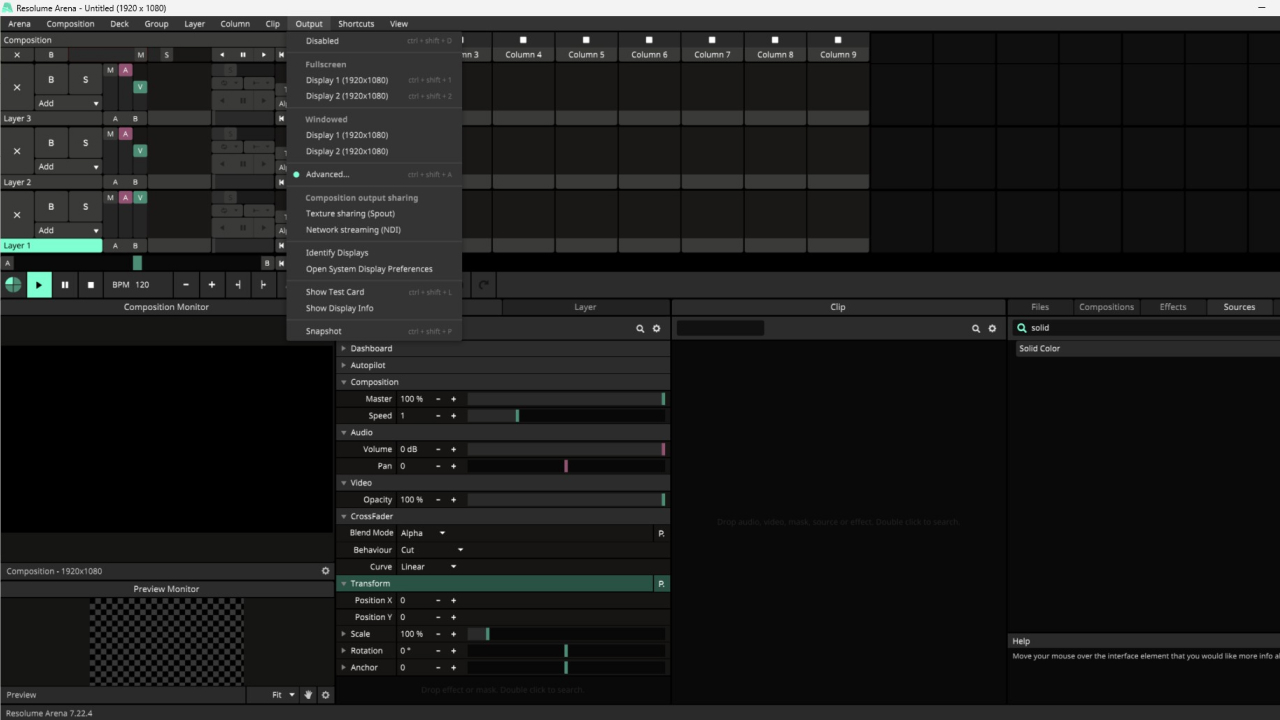 Resolume Arena - Untitled (1920 x 1080)
Arena Composition Deck Group Layer Column Clip Output Shortcuts View
Composition
B M S
n 3 Column 4 Column 5 Column 6 Column 7 Column 8 Column 9
B S M A V
Add
Layer 3 A B
B S M A V
Add
Layer 2 A B
B S M A V
Add
Layer 1 A B
A B
BPM 120
Disabled ctrl + shift + D
Fullscreen
Display 1 (1920x1080) ctrl + shift + 1
Display 2 (1920x1080) ctrl + shift + 2
Windowed
Display 1 (1920x1080)
Display 2 (1920x1080)
Advanced... ctrl + shift + A
Composition output sharing
Texture sharing (Spout)
Network streaming (NDI)
Identify Displays
Open System Display Preferences
Show Test Card ctrl + shift + L
Show Display Info
Snapshot ctrl + shift + P
Composition Monitor
Composition - 1920x1080
Preview Monitor
Preview Fit
Layer
Dashboard
Autopilot
Composition
Master 100 % - +
Speed 1 - +
Audio
Volume 0 dB - +
Pan 0 - +
Video
Opacity 100 % - +
CrossFader
Blend Mode Alpha P.
Behaviour Cut
Curve Linear
Transform P.
Position X 0 - +
Position Y 0 - +
Scale 100 % - +
Rotation 0 ° - +
Anchor 0 - +
Drop effect or mask. Double click to search.
Clip
Drop audio, video, mask, source or effect. Double click to search.
Files Compositions Effects Sources
solid
Solid Color
Help
Move your mouse over the interface element that you would like more info a
Resolume Arena 7.22.4